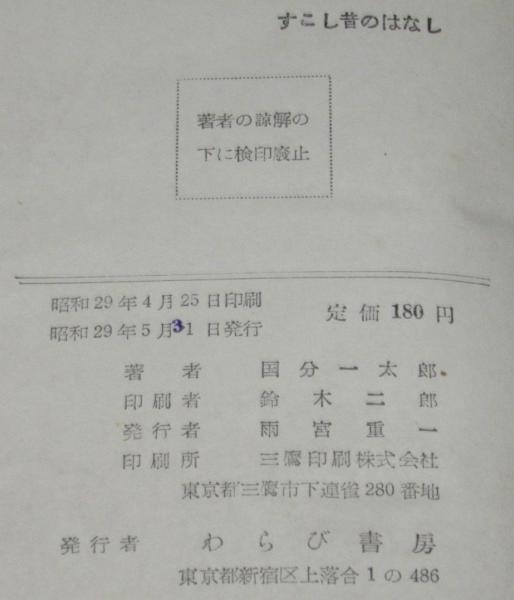 すこし昔のはなし
著者の諒解の
下に検印廃止
昭和29年4月25日印刷
昭和29年5月31日発行
定価180円
著者 国分一太郎
印刷者 鈴木二郎
発行者 雨宮重一
印刷所 三鷹印刷株式会社
東京都三鷹市下連雀280番地
発行者 わらび書房
東京都新宿区上落合1の486